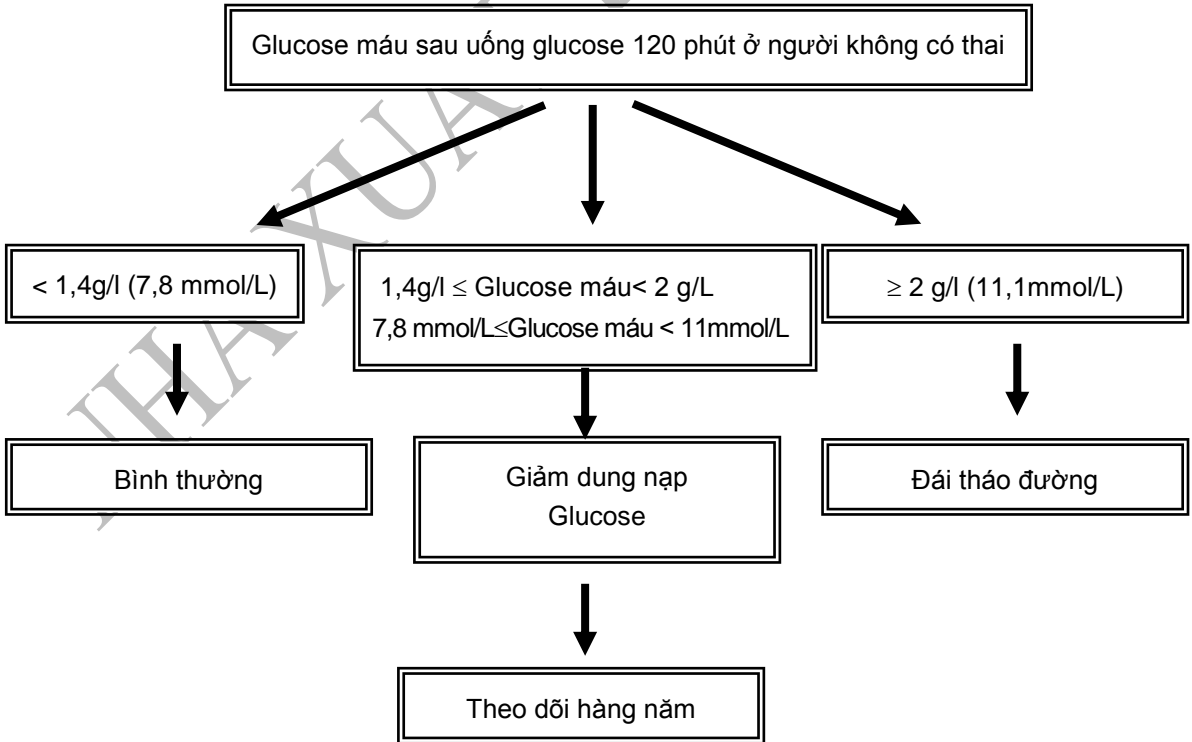 Glucose máu sau uống glucose 120 phút ở người không có thai
< 1,4g/l (7,8 mmol/L)
1,4g/l ≤ Glucose máu< 2 g/L
7,8 mmol/L≤Glucose máu < 11mmol/L
≥ 2 g/l (11,1mmol/L)
Bình thường
Giảm dung nạp
Glucose
Đái tháo đường
Theo dõi hàng năm